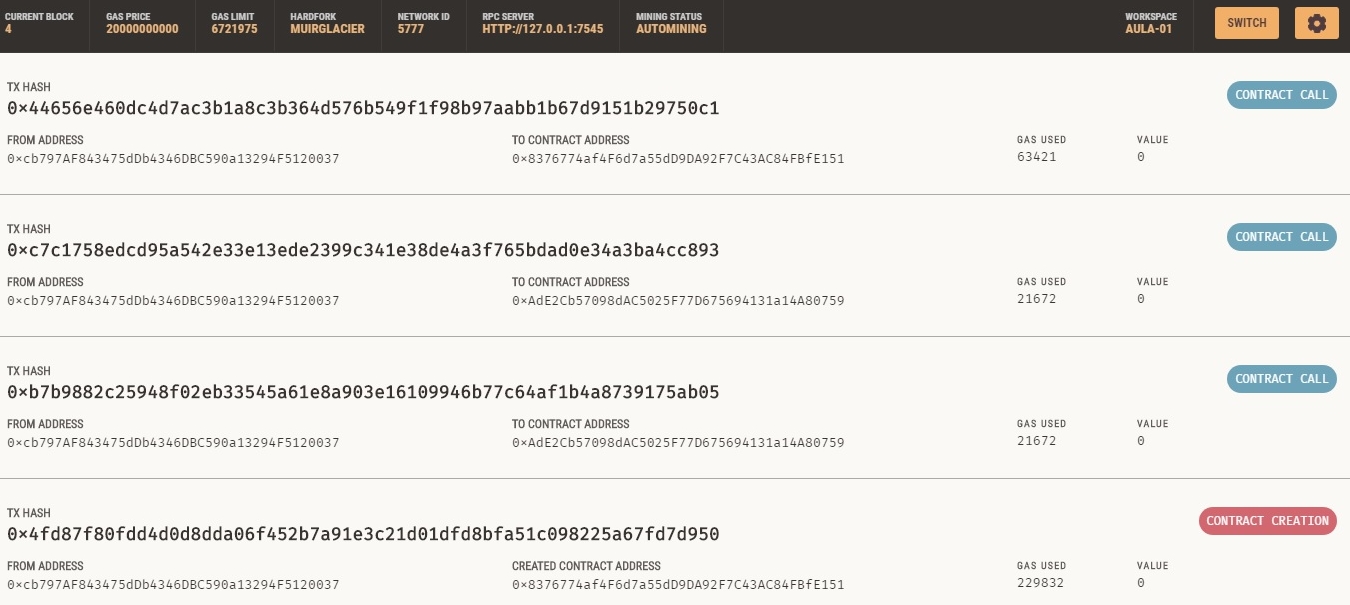 CURRENT BLOCK GAS PRICE GAS LIMIT HARDFORK NETWORK ID RPC SERVER MINING STATUS WORKSPACE
4 20000000000 6721975 MUIRGLACIER 5777 HTTP://127.0.0.1:7545 AUTOMINING AULA-01 SWITCH
TX HASH
0×44656e460dc4d7ac3b1a8c3b364d576b549f1f98b97aabb1b67d9151b29750c1 CONTRACT CALL
FROM ADDRESS TO CONTRACT ADDRESS GAS USED VALUE
0×cb797AF843475dDb4346DBC590a13294F5120037 0×8376774af4F6d7a55dD9DA92F7C43AC84FBfE151 63421 0
TX HASH
0×c7c1758edcd95a542e33e13ede2399c341e38de4a3f765bdad0e34a3ba4cc893 CONTRACT CALL
FROM ADDRESS TO CONTRACT ADDRESS GAS USED VALUE
0×cb797AF843475dDb4346DBC590a13294F5120037 0×AdE2Cb57098dAC5025F77D675694131a14A80759 21672 0
TX HASH
0×b7b9882c25948f02eb33545a61e8a903e16109946b77c64af1b4a8739175ab05 CONTRACT CALL
FROM ADDRESS TO CONTRACT ADDRESS GAS USED VALUE
0×cb797AF843475dDb4346DBC590a13294F5120037 0×AdE2Cb57098dAC5025F77D675694131a14A80759 21672 0
TX HASH
0×4fd87f80fdd4d0d8dda06f452b7a91e3c21d01dfd8bfa51c098225a67fd7d950 CONTRACT CREATION
FROM ADDRESS CREATED CONTRACT ADDRESS GAS USED VALUE
0×cb797AF843475dDb4346DBC590a13294F5120037 0×8376774af4F6d7a55dD9DA92F7C43AC84FBfE151 229832 0